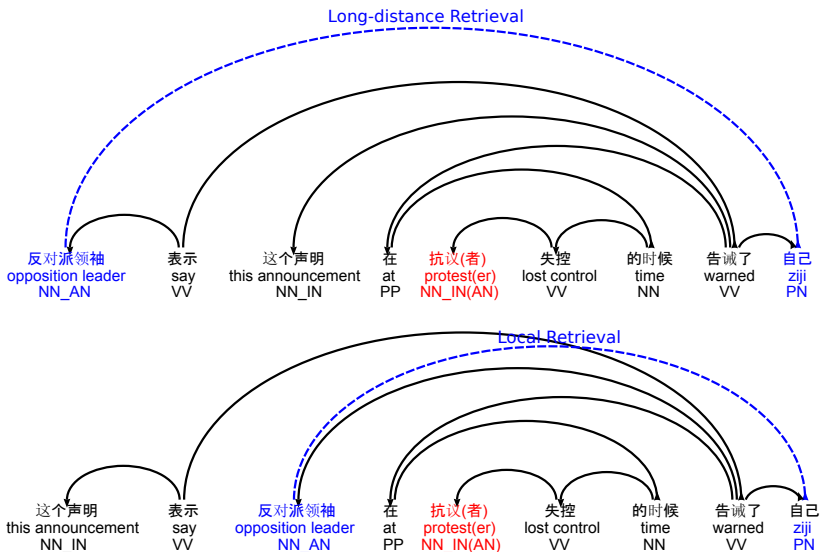 Long-distance Retrieval
反对派领袖 表示 这个声明 在 抗议(者) 失控 的时候 告诫了 自己
opposition leader say this announcement at protest(er) lost control time warned ziji
NN_AN VV NN_IN PP NN_IN(AN) VV NN VV PN
Local Retrieval
这个声明 表示 反对派领袖 在 抗议(者) 失控 的时候 告诫了 自己
this announcement say opposition leader at protest(er) lost control time warned ziji
NN_IN VV NN_AN PP NN_IN(AN) VV NN VV PN